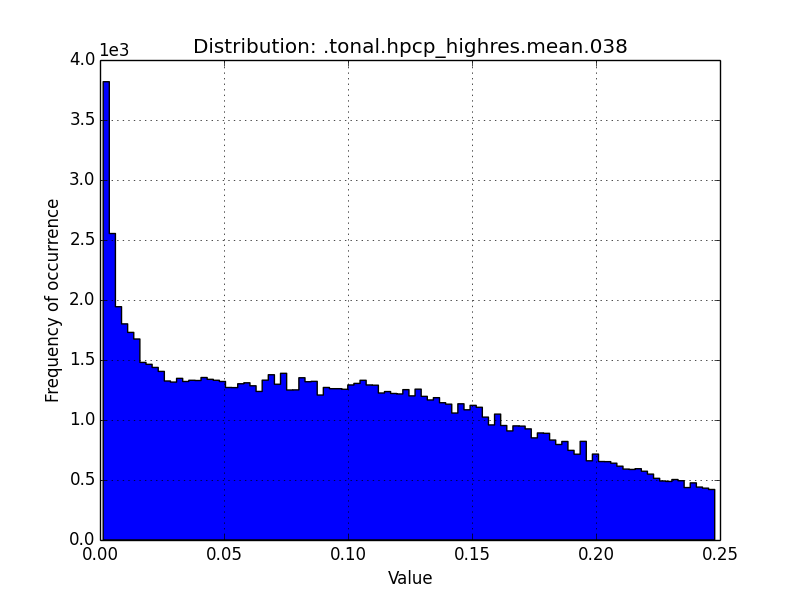 Distribution: .tonal.hpcp_highres.mean.038
1e3
4.0
3.5
3.0
2.5
2.0
1.5
1.0
0.5
0.0
Frequency of occurrence
0.00 0.05 0.10 0.15 0.20 0.25
Value